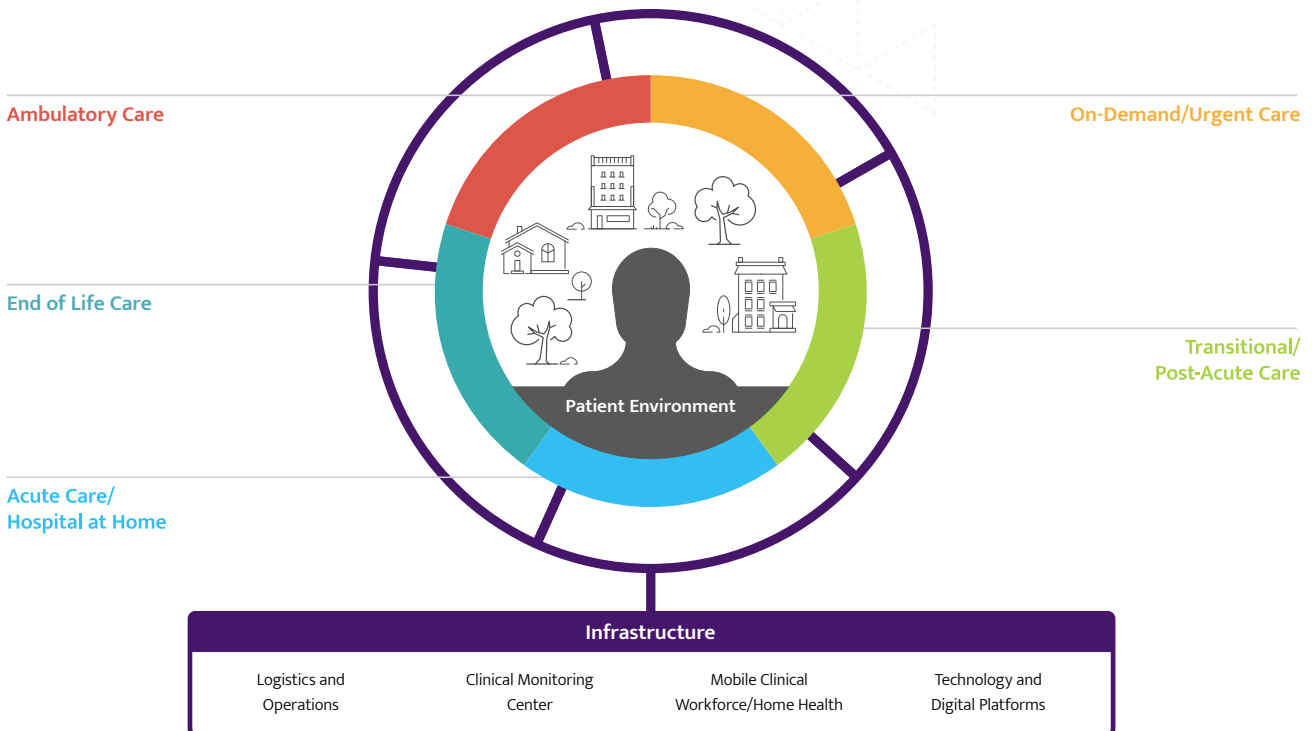 Ambulatory Care
On-Demand/Urgent Care
End of Life Care
Transitional/
Post-Acute Care
Patient Environment
Acute Care/
Hospital at Home
Infrastructure
Logistics and
Operations
Clinical Monitoring
Center
Mobile Clinical
Workforce/Home Health
Technology and
Digital Platforms